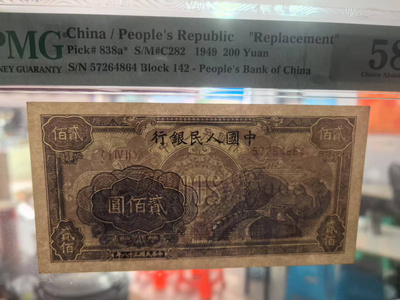 PMG
China / People's Republic "Replacement"
58
Pick# 838a* S/M#C282 1949 200 Yuan
NEY GUARANTY
Choice Abou
S/N 57264864 Block 142 - People's Bank of China
貳佰
中國人民銀行
佰貳
圓佰貳
貳佰
貳佰